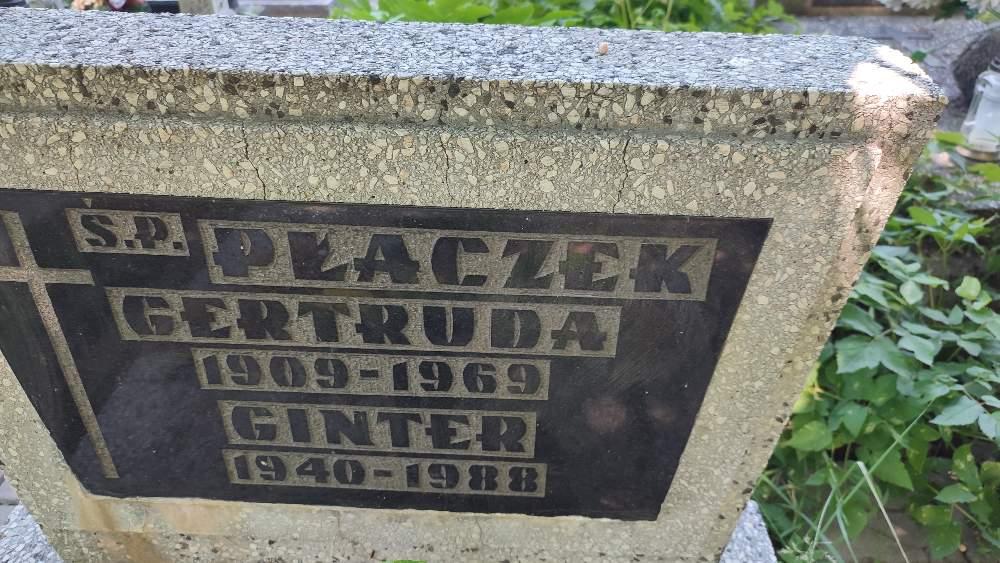 Ś.P. PŁACZEK
GERTRUDA
1909-1969
GINTER
1940-1988